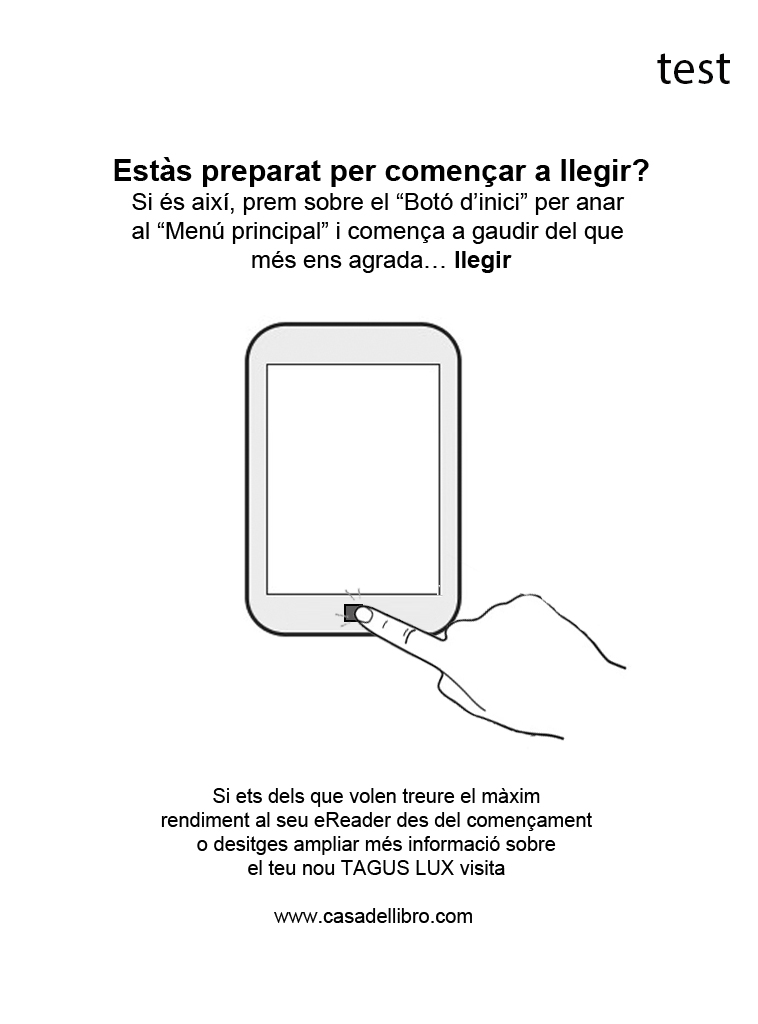 test
Estàs preparat per començar a llegir?
Si és així, prem sobre el “Botó d’inici” per anar
al “Menú principal” i comença a gaudir del que
més ens agrada… llegir
Si ets dels que volen treure el màxim
rendiment al seu eReader des del començament
o desitges ampliar més informació sobre
el teu nou TAGUS LUX visita
www.casadellibro.com